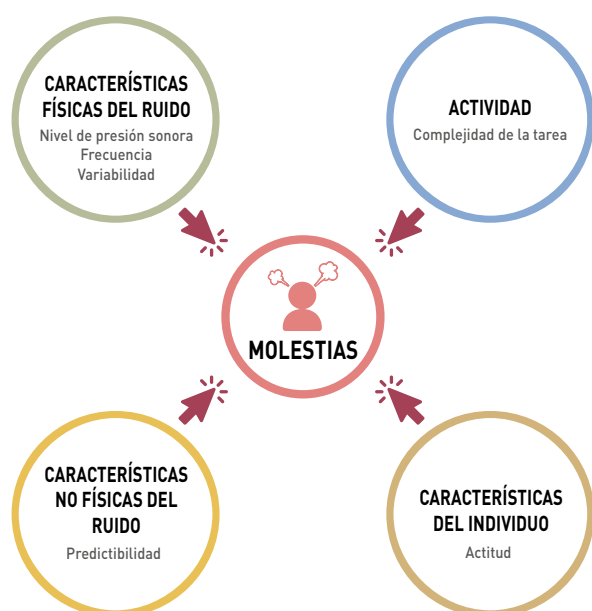 CARACTERÍSTICAS
FÍSICAS DEL RUIDO
Nivel de presión sonora
Frecuencia
Variabilidad
ACTIVIDAD
Complejidad de la tarea
MOLESTIAS
CARACTERÍSTICAS
NO FÍSICAS DEL
RUIDO
Predictibilidad
CARACTERÍSTICAS
DEL INDIVIDUO
Actitud